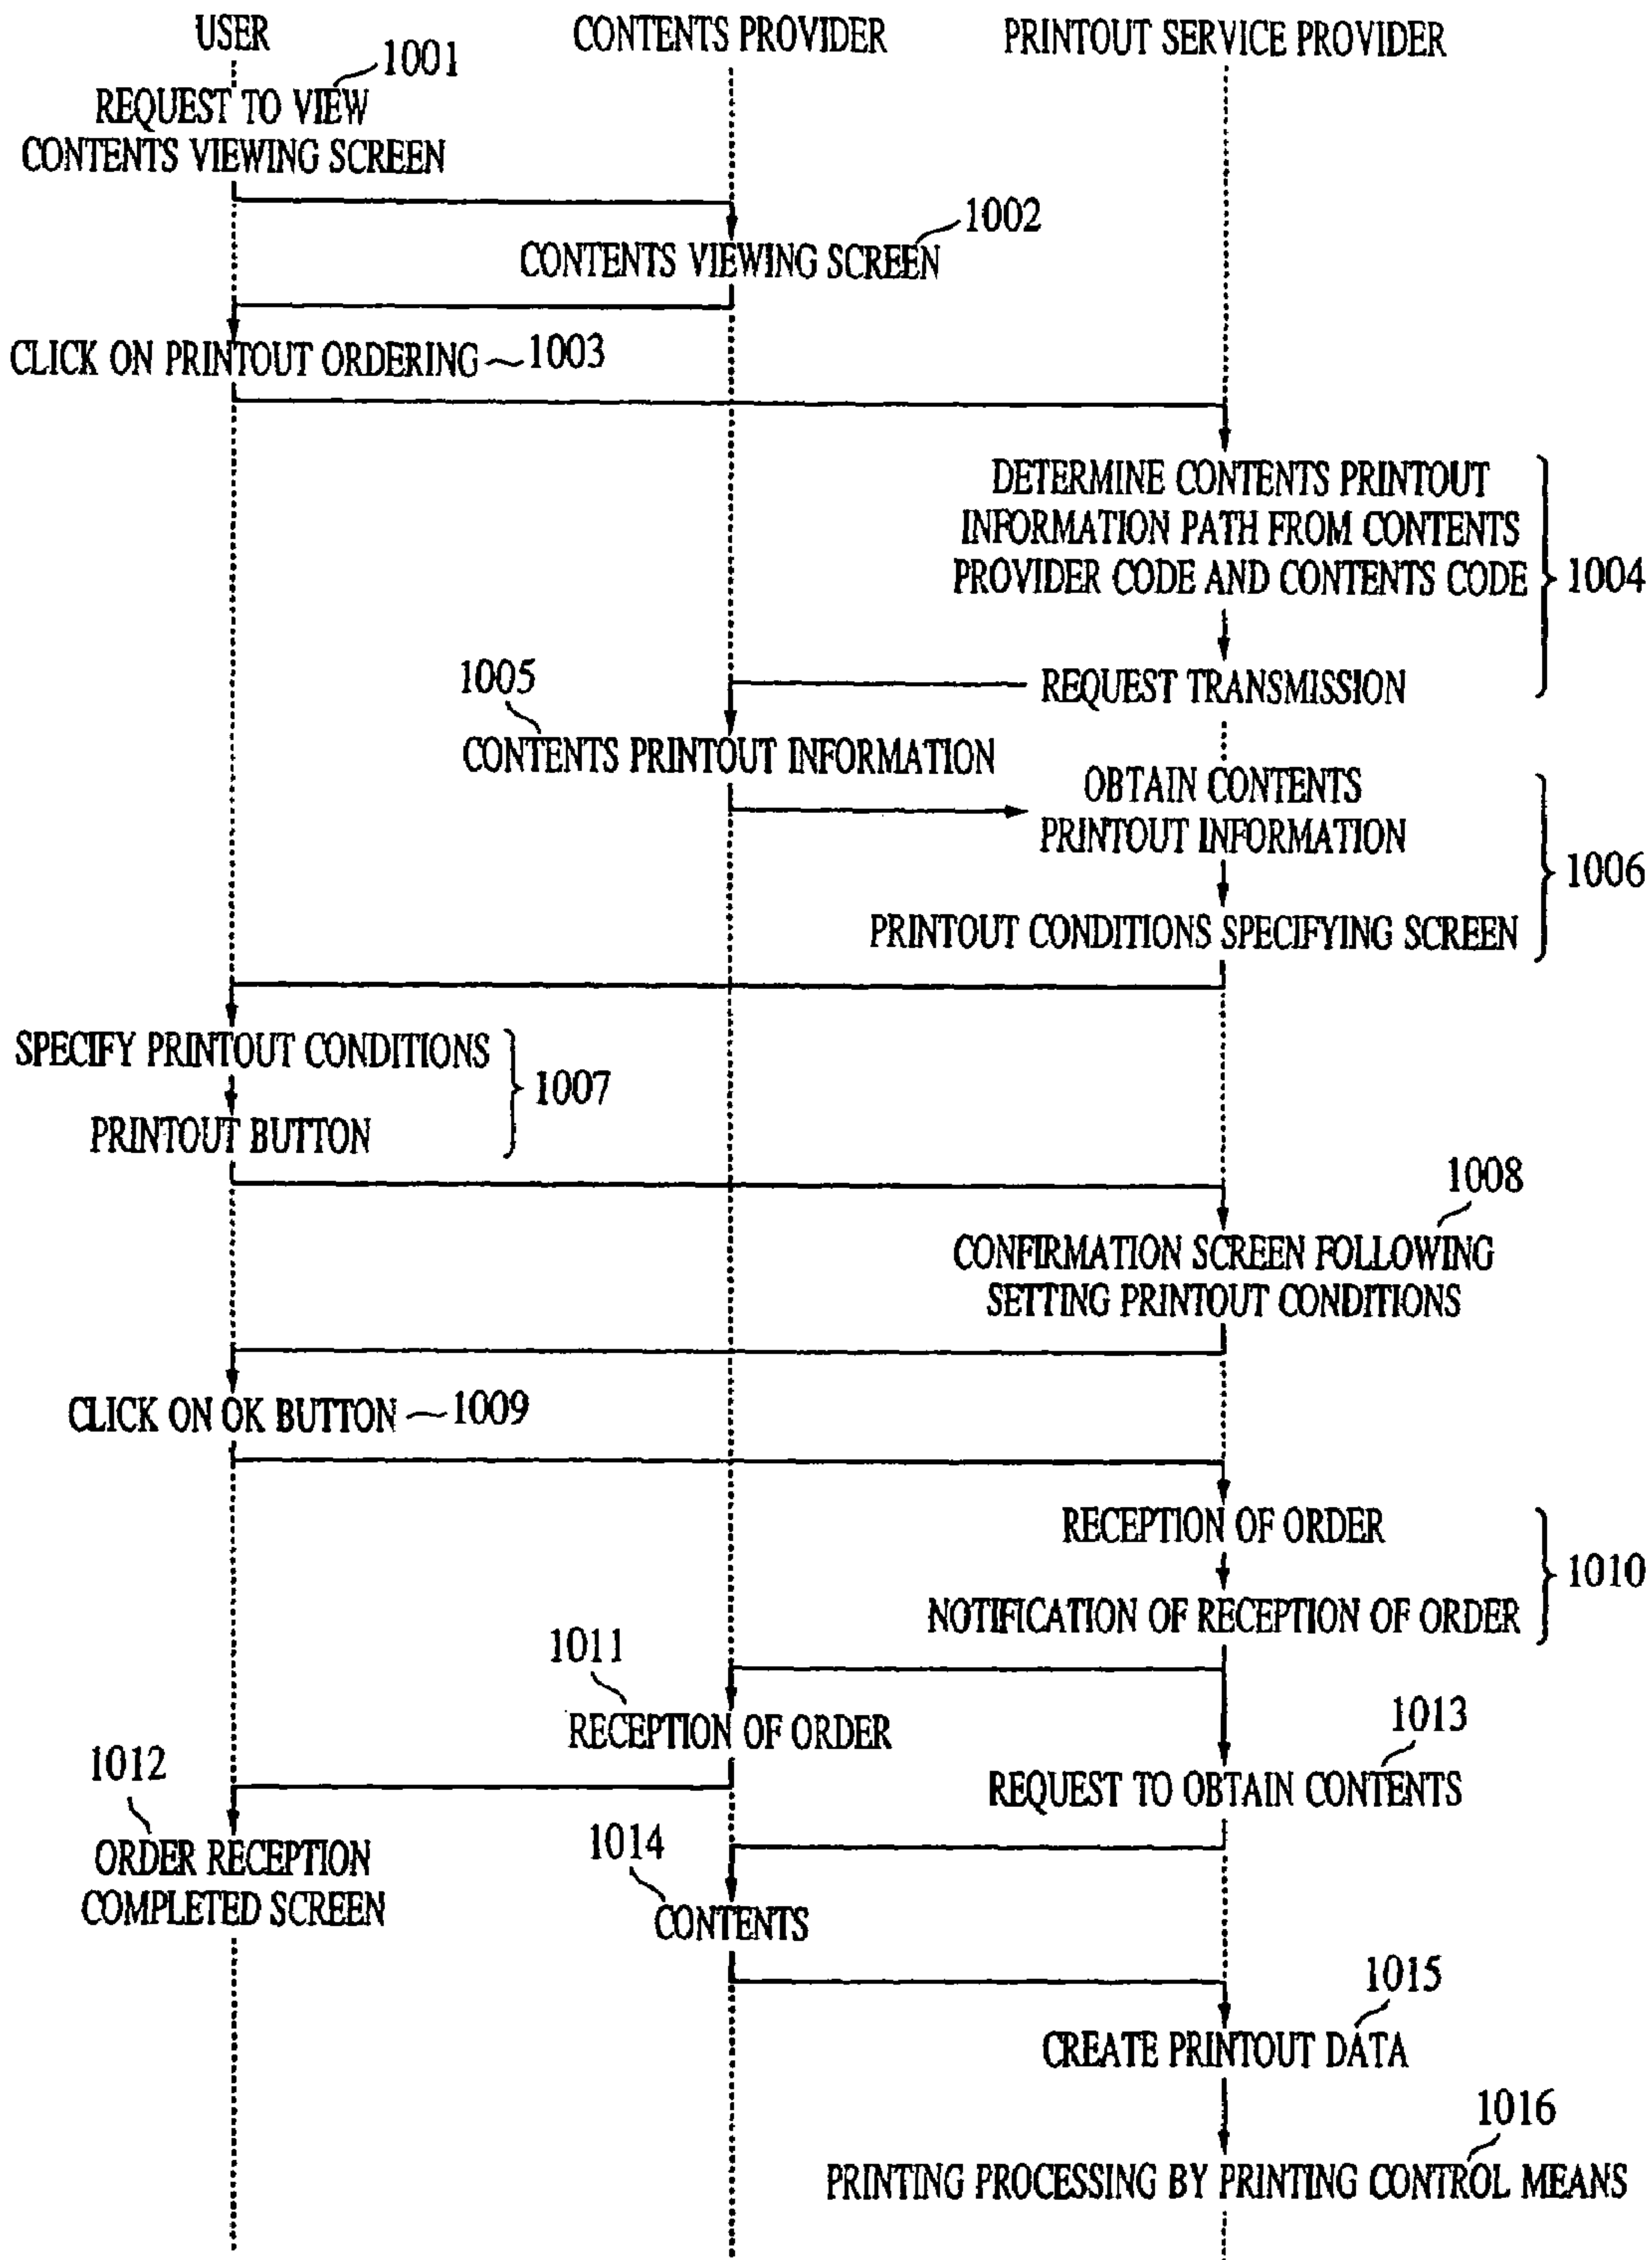 USER
CONTENTS PROVIDER
PRINTOUT SERVICE PROVIDER
1001
REQUEST TO VIEW
CONTENTS VIEWING SCREEN
1002
CONTENTS VIEWING SCREEN
CLICK ON PRINTOUT ORDERING
1003
DETERMINE CONTENTS PRINTOUT
INFORMATION PATH FROM CONTENTS
PROVIDER CODE AND CONTENTS CODE
1004
REQUEST TRANSMISSION
1005
CONTENTS PRINTOUT INFORMATION
OBTAIN CONTENTS
PRINTOUT INFORMATION
1006
PRINTOUT CONDITIONS SPECIFYING SCREEN
SPECIFY PRINTOUT CONDITIONS
1007
PRINTOUT BUTTON
1008
CONFIRMATION SCREEN FOLLOWING
SETTING PRINTOUT CONDITIONS
CLICK ON OK BUTTON
1009
RECEPTION OF ORDER
1010
NOTIFICATION OF RECEPTION OF ORDER
1011
RECEPTION OF ORDER
1013
REQUEST TO OBTAIN CONTENTS
1012
ORDER RECEPTION
COMPLETED SCREEN
1014
CONTENTS
1015
CREATE PRINTOUT DATA
1016
PRINTING PROCESSING BY PRINTING CONTROL MEANS